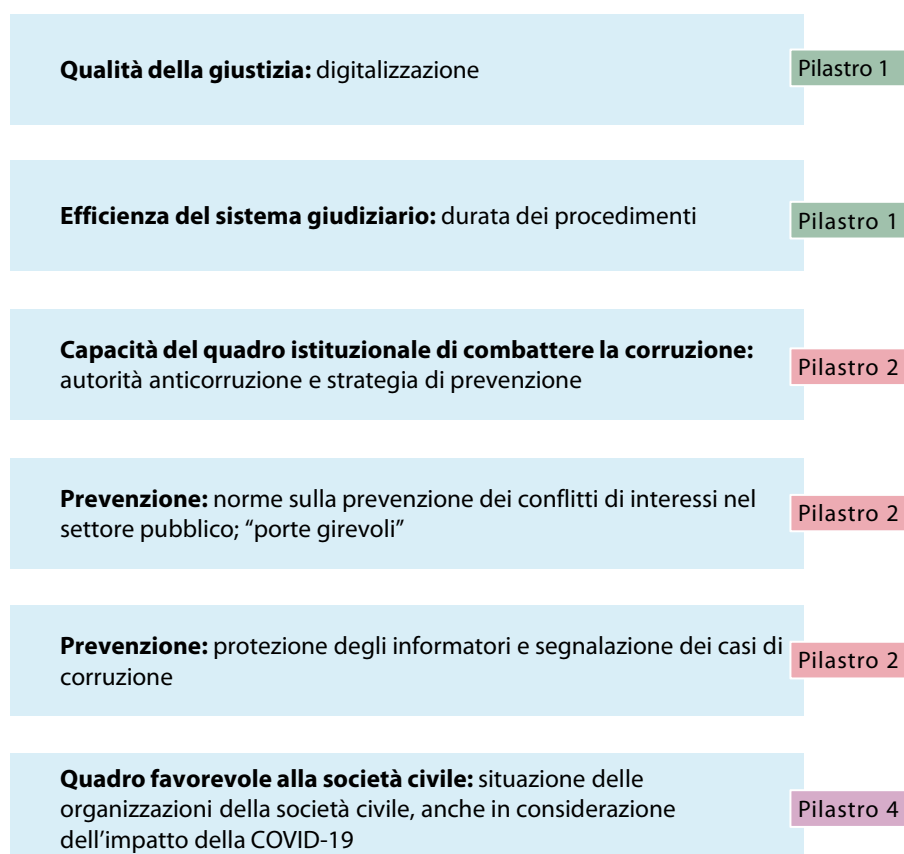 Qualità della giustizia: digitalizzazione
Pilastro 1
Efficienza del sistema giudiziario: durata dei procedimenti
Pilastro 1
Capacità del quadro istituzionale di combattere la corruzione:
autorità anticorruzione e strategia di prevenzione
Pilastro 2
Prevenzione: norme sulla prevenzione dei conflitti di interessi nel
settore pubblico; “porte girevoli”
Pilastro 2
Prevenzione: protezione degli informatori e segnalazione dei casi di
corruzione
Pilastro 2
Quadro favorevole alla società civile: situazione delle
organizzazioni della società civile, anche in considerazione
dell’impatto della COVID-19
Pilastro 4